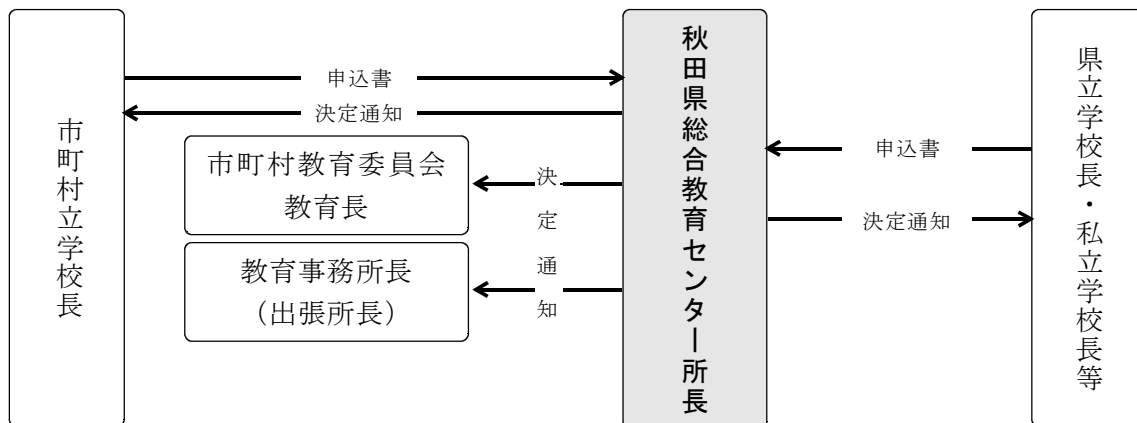 市町村立学校長
申込書
決定通知
市町村教育委員会
教育長
教育事務所長
（出張所長）
決定通知
秋田県総合教育センター所長
申込書
決定通知
県立学校長・私立学校長等